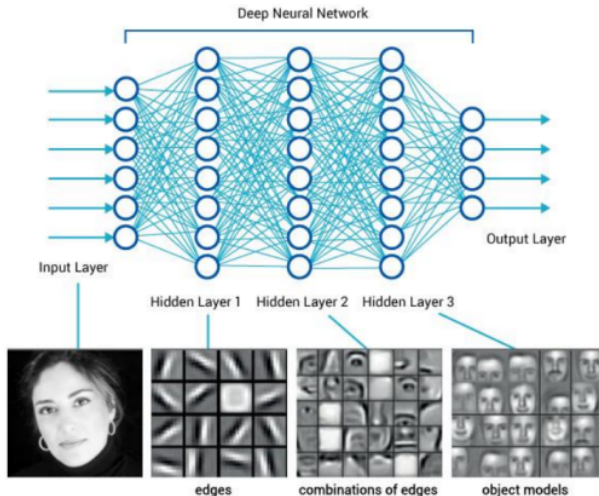 Deep Neural Network
Input Layer
Output Layer
Hidden Layer 1
Hidden Layer 2
Hidden Layer 3
edges
combinations of edges
object models